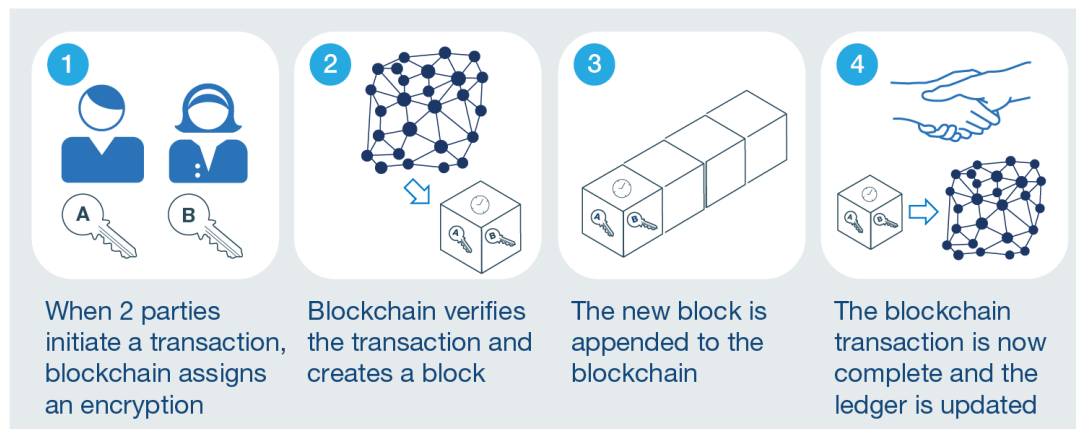 1
A
B
When 2 parties
initiate a transaction,
blockchain assigns
an encryption
2
A
B
Blockchain verifies
the transaction and
creates a block
3
A
B
The new block is
appended to the
blockchain
4
A
B
The blockchain
transaction is now
complete and the
ledger is updated